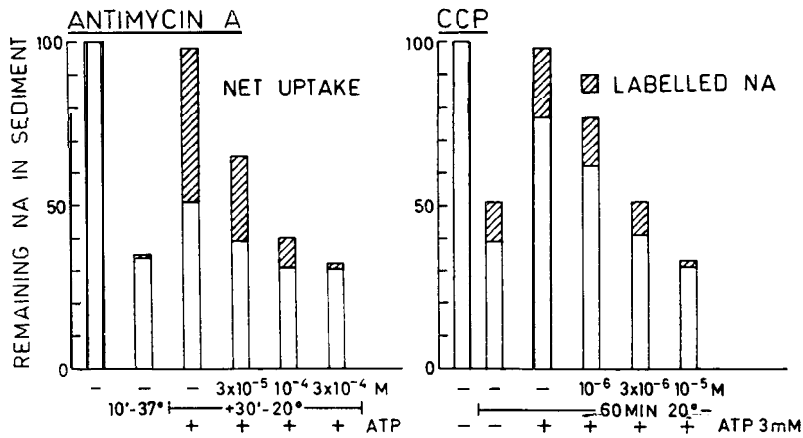 ANTIMYCIN A
CCP
REMAINING NA IN SEDIMENT
100
50
0
NET UPTAKE
LABELLED NA
100
50
0
– – – 3x10⁻⁵ 10⁻⁴ 3x10⁻⁴ M
10'-37° +30'-20°
+ + + + ATP
– – – 10⁻⁶ 3x10⁻⁶ 10⁻⁵ M
60 MIN 20°
– – + + + + ATP 3mM